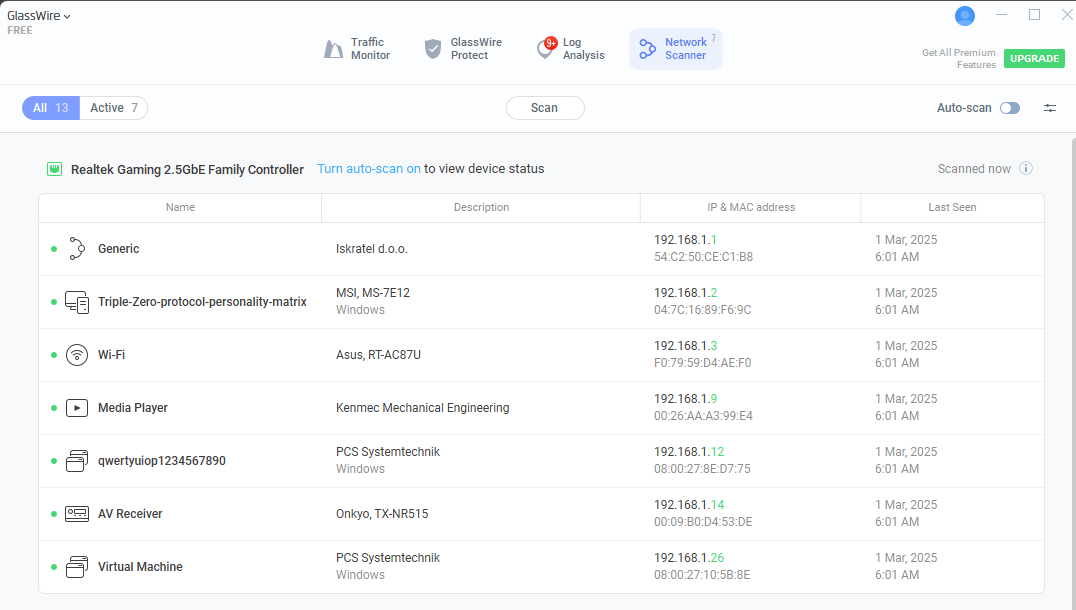 GlassWire
FREE
Traffic Monitor
GlassWire Protect
9+
Log Analysis
Network Scanner
7
Get All Premium Features
UPGRADE
All 13
Active 7
Scan
Auto-scan
Realtek Gaming 2.5GbE Family Controller
Turn auto-scan on to view device status
Scanned now
Name
Description
IP & MAC address
Last Seen
Generic
Iskratel d.o.o.
192.168.1.1
54:C2:50:CE:C1:B8
1 Mar, 2025
6:01 AM
Triple-Zero-protocol-personality-matrix
MSI, MS-7E12
Windows
192.168.1.2
04:7C:16:89:F6:9C
1 Mar, 2025
6:01 AM
Wi-Fi
Asus, RT-AC87U
192.168.1.3
F0:79:59:D4:AE:F0
1 Mar, 2025
6:01 AM
Media Player
Kenmec Mechanical Engineering
192.168.1.9
00:26:AA:A3:99:E4
1 Mar, 2025
6:01 AM
qwertyuiop1234567890
PCS Systemtechnik
Windows
192.168.1.12
08:00:27:8E:D7:75
1 Mar, 2025
6:01 AM
AV Receiver
Onkyo, TX-NR515
192.168.1.14
00:09:B0:D4:53:DE
1 Mar, 2025
6:01 AM
Virtual Machine
PCS Systemtechnik
Windows
192.168.1.26
08:00:27:10:5B:8E
1 Mar, 2025
6:01 AM